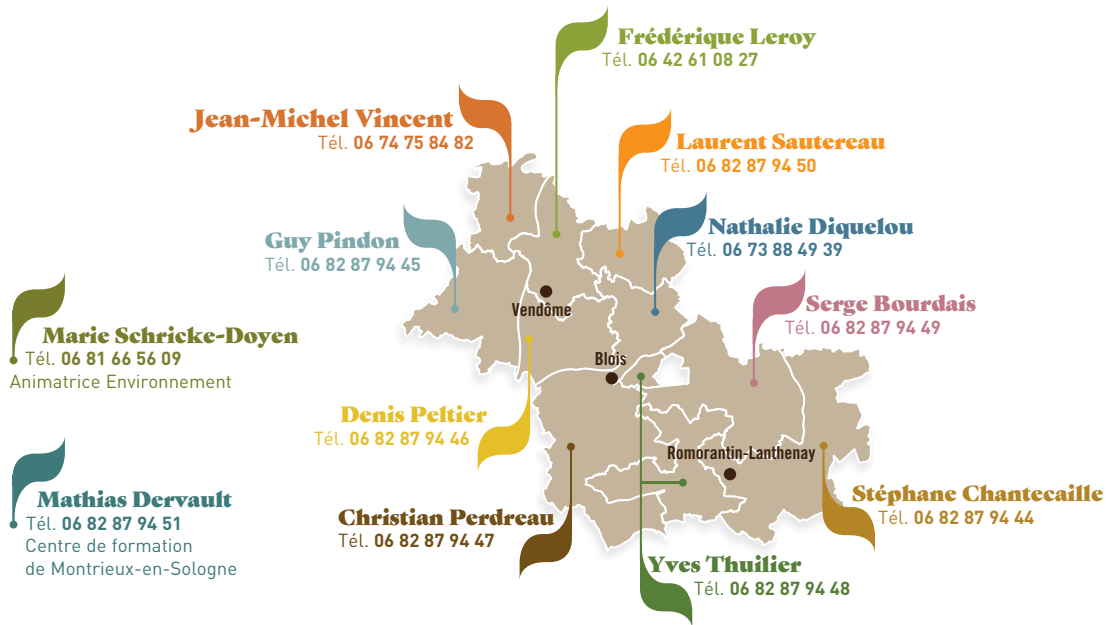 Frédérique Leroy
Tél. 06 42 61 08 27
Jean-Michel Vincent
Tél. 06 74 75 84 82
Laurent Sautereau
Tél. 06 82 87 94 50
Guy Pindon
Tél. 06 82 87 94 45
Nathalie Diquelou
Tél. 06 73 88 49 39
Vendôme
Serge Bourdais
Tél. 06 82 87 94 49
Marie Schricke-Doyen
Tél. 06 81 66 56 09
Animatrice Environnement
Blois
Denis Peltier
Tél. 06 82 87 94 46
Romorantin-Lanthenay
Mathias Dervault
Tél. 06 82 87 94 51
Centre de formation
de Montrieux-en-Sologne
Stéphane Chantecaille
Tél. 06 82 87 94 44
Christian Perdreau
Tél. 06 82 87 94 47
Yves Thuilier
Tél. 06 82 87 94 48